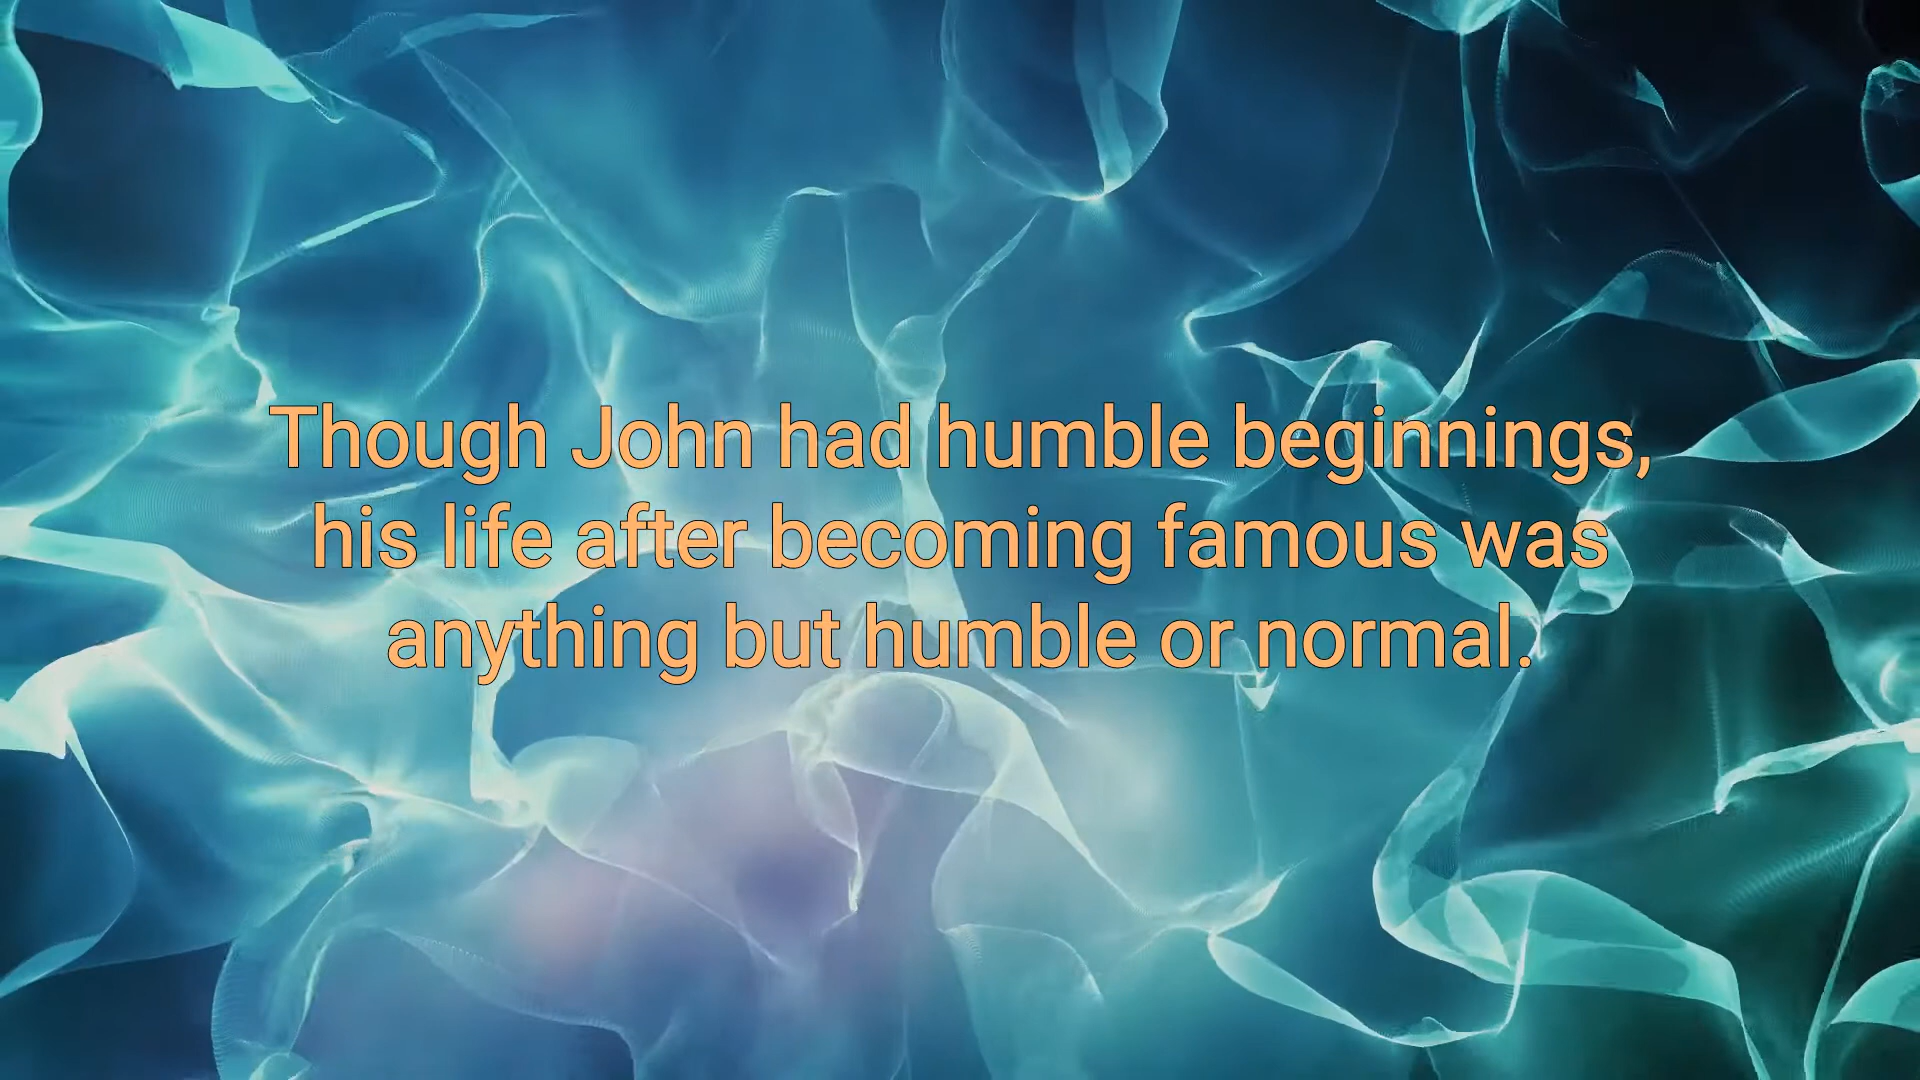 Though John had humble beginnings,
his life after becoming famous was
anything but humble or normal.